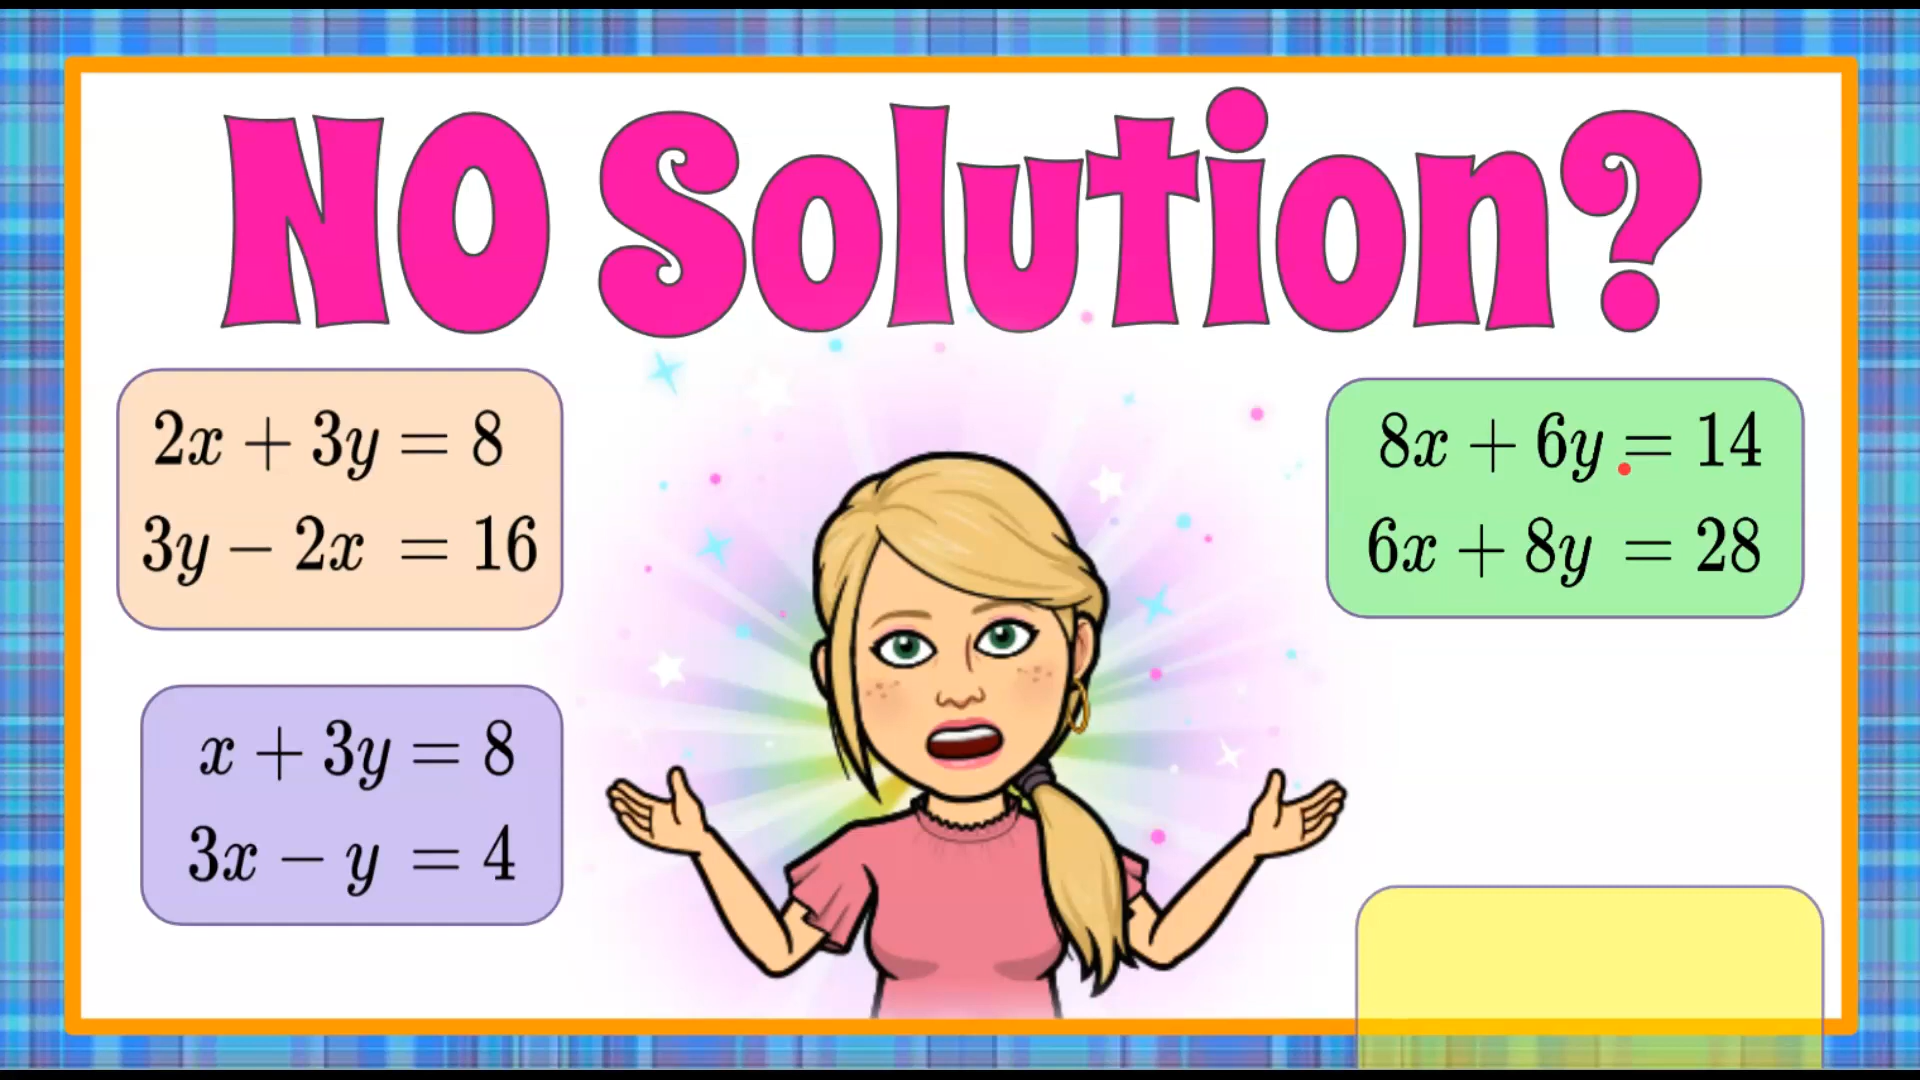 NO Solution?
2x + 3y = 8
3y − 2x = 16
8x + 6y = 14
6x + 8y = 28
x + 3y = 8
3x − y = 4